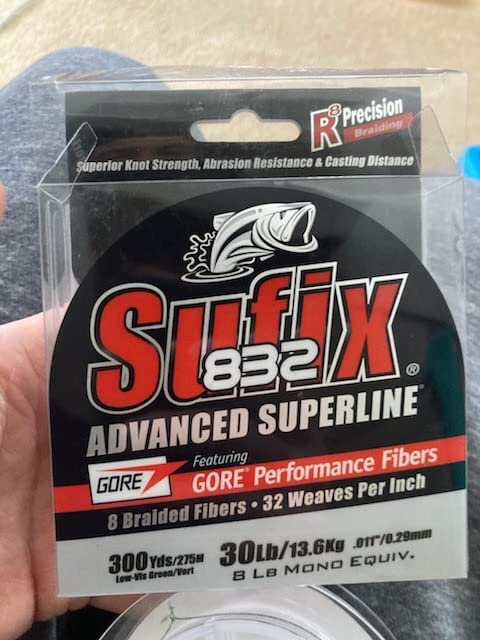 R8 Precision
Braiding
Superior Knot Strength, Abrasion Resistance & Casting Distance
Sufix
832
®
ADVANCED SUPERLINE®
GORE
Featuring
GORE® Performance Fibers
8 Braided Fibers • 32 Weaves Per Inch
300 Yds/275M
Low-Vis Green/Vert
30Lb/13.6Kg
.011"/0.29mm
8 LB MONO EQUIV.